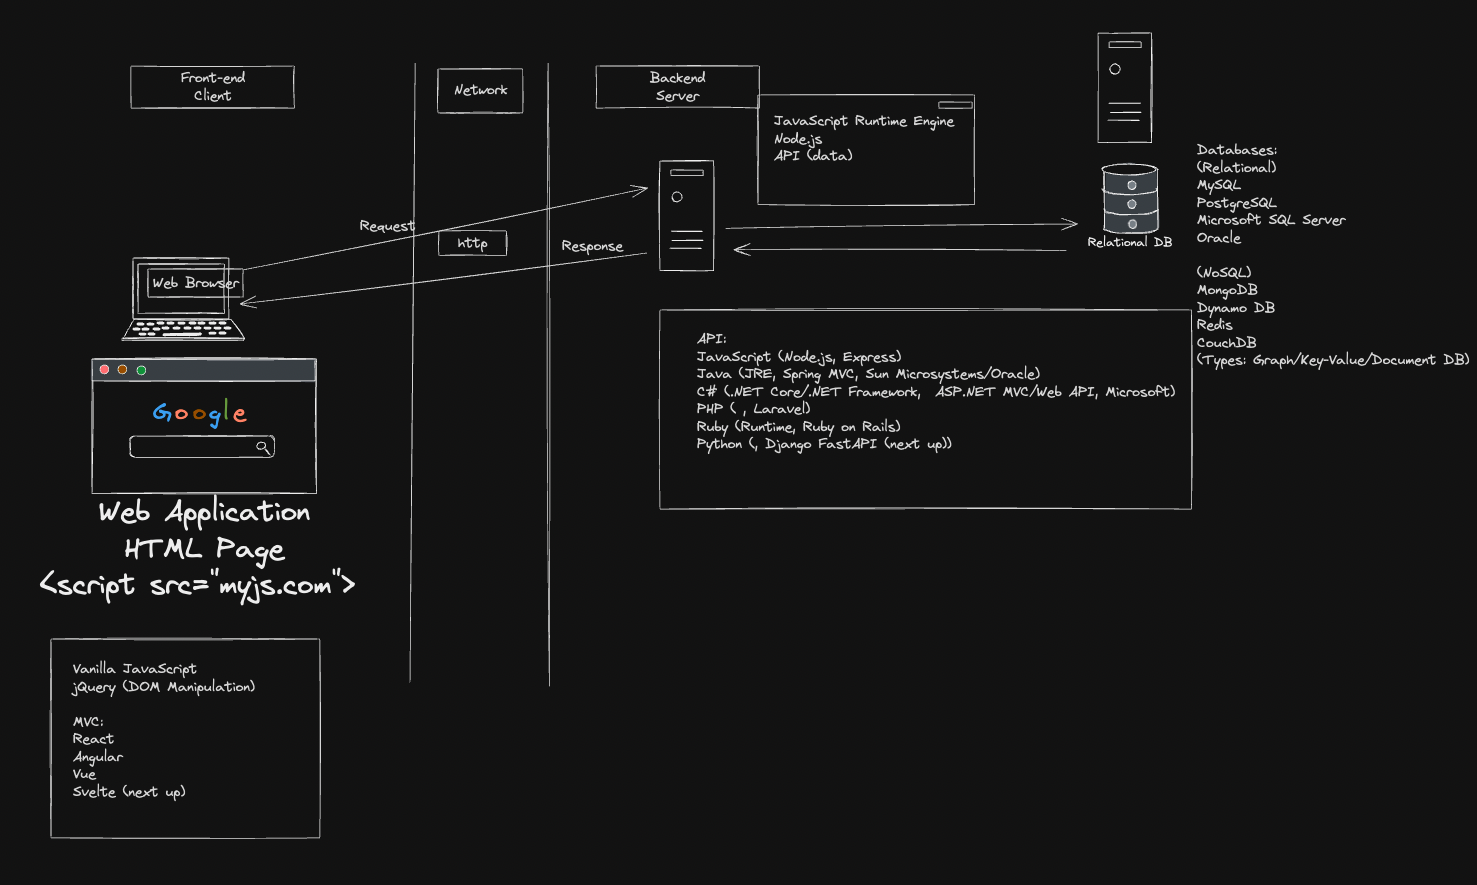 Front-end
Client
Network
Backend
Server
JavaScript Runtime Engine
Node.js
API (data)
Databases:
(Relational)
MySQL
PostgreSQL
Microsoft SQL Server
Oracle
(NoSQL)
MongoDB
Dynamo DB
Redis
CouchDB
(Types: Graph/Key-Value/Document DB)
Relational DB
Request
http
Response
Web Browser
Google
Web Application
HTML Page
<script src="myjs.com">
API:
JavaScript (Node.js, Express)
Java (JRE, Spring MVC, Sun Microsystems/Oracle)
C# (.NET Core/.NET Framework, ASP.NET MVC/Web API, Microsoft)
PHP ( , Laravel)
Ruby (Runtime, Ruby on Rails)
Python (, Django FastAPI (next up))
Vanilla JavaScript
jQuery (DOM Manipulation)
MVC:
React
Angular
Vue
Svelte (next up)